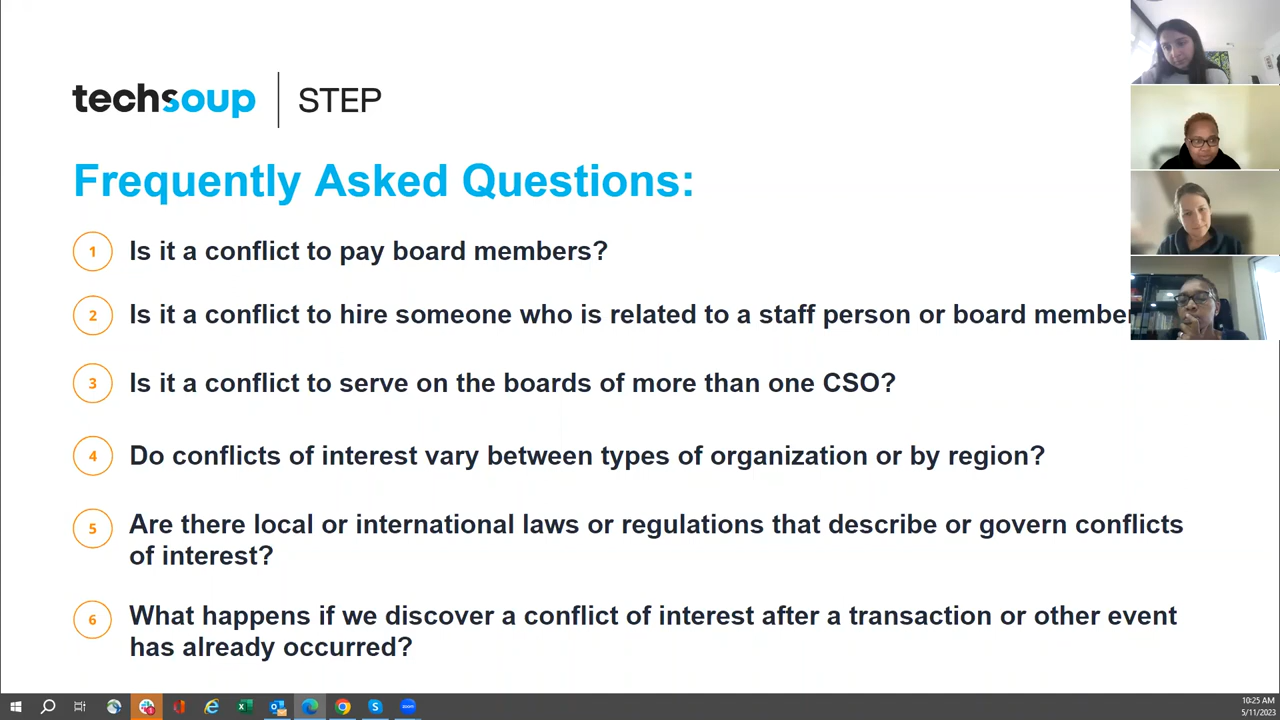 techsoup STEP
Frequently Asked Questions:
1 Is it a conflict to pay board members?
2 Is it a conflict to hire someone who is related to a staff person or board member
3 Is it a conflict to serve on the boards of more than one CSO?
4 Do conflicts of interest vary between types of organization or by region?
5 Are there local or international laws or regulations that describe or govern conflicts
of interest?
6 What happens if we discover a conflict of interest after a transaction or other event
has already occurred?
10:25 AM
5/11/2023